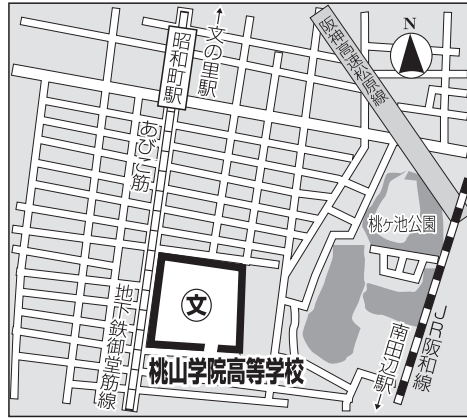 ←文の里駅
昭和町駅
阪神高速松原線
N
あびこ筋
桃ヶ池公園
文
地下鉄御堂筋線
JR阪和線
南田辺駅→
桃山学院高等学校